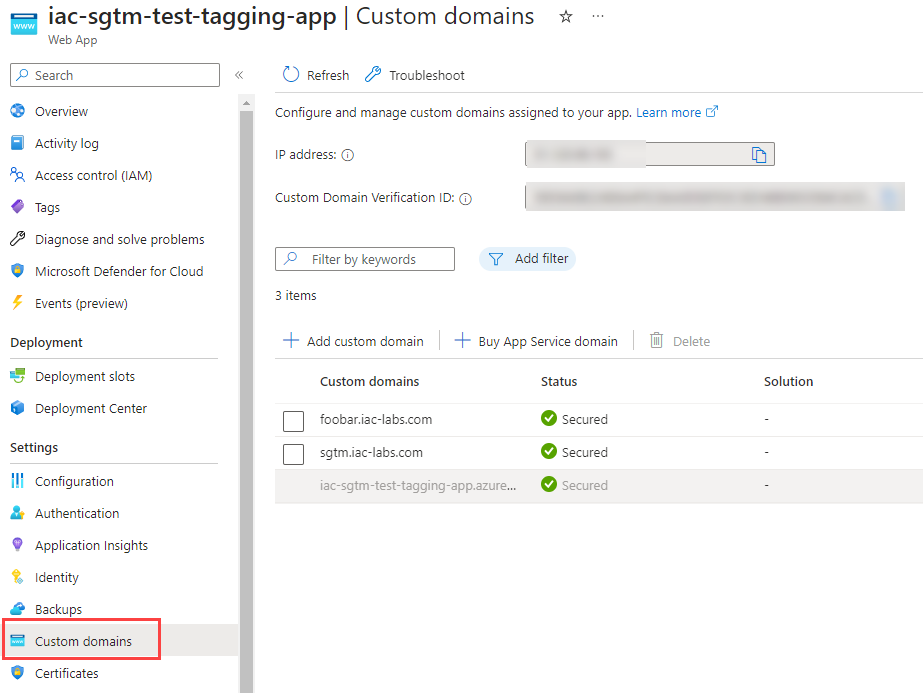 iac-sgtm-test-tagging-app | Custom domains
Web App
Search
Overview
Activity log
Access control (IAM)
Tags
Diagnose and solve problems
Microsoft Defender for Cloud
Events (preview)
Deployment
Deployment slots
Deployment Center
Settings
Configuration
Authentication
Application Insights
Identity
Backups
Custom domains
Certificates
Refresh Troubleshoot
Configure and manage custom domains assigned to your app. Learn more
IP address:
Custom Domain Verification ID:
Filter by keywords Add filter
3 items
Add custom domain Buy App Service domain Delete
Custom domains Status Solution
foobar.iac-labs.com Secured -
sgtm.iac-labs.com Secured -
iac-sgtm-test-tagging-app.azure... Secured -